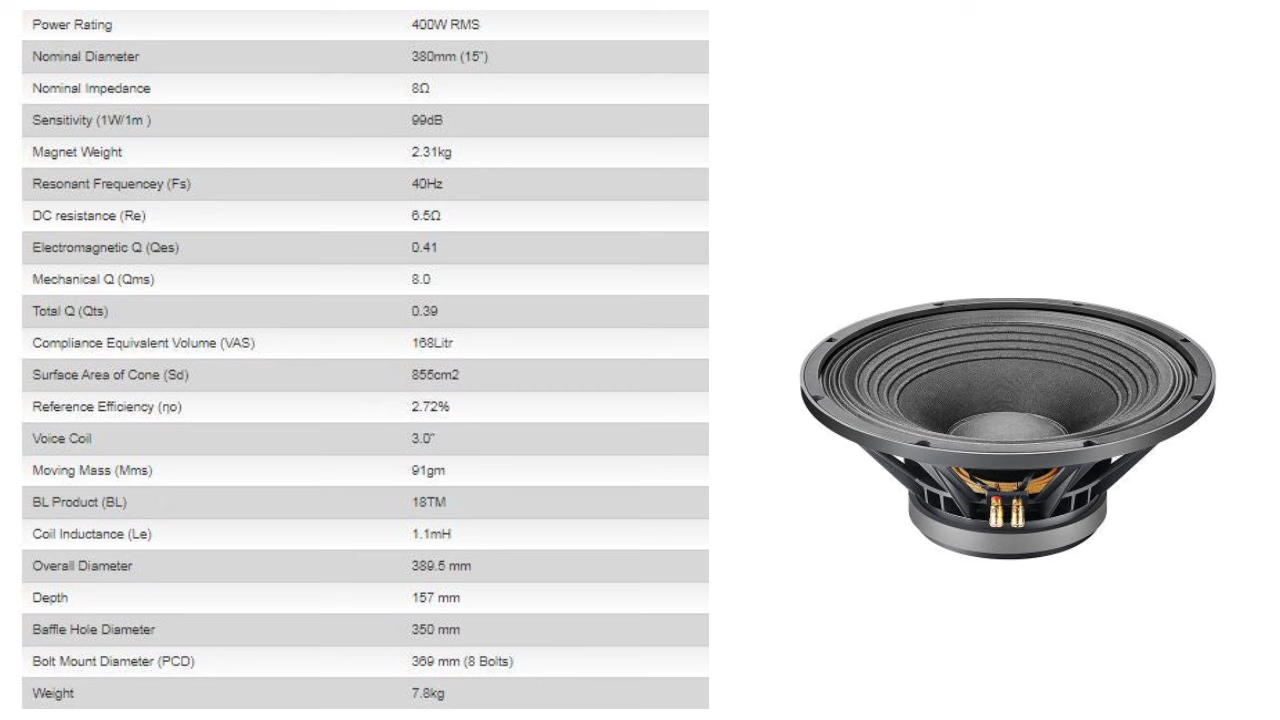 Power Rating 400W RMS
Nominal Diameter 380mm (15")
Nominal Impedance 8Ω
Sensitivity (1W/1m ) 99dB
Magnet Weight 2.31kg
Resonant Frequencey (Fs) 40Hz
DC resistance (Re) 6.5Ω
Electromagnetic Q (Qes) 0.41
Mechanical Q (Qms) 8.0
Total Q (Qts) 0.39
Compliance Equivalent Volume (VAS) 168Litr
Surface Area of Cone (Sd) 855cm2
Reference Efficiency (ηo) 2.72%
Voice Coil 3.0"
Moving Mass (Mms) 91gm
BL Product (BL) 18TM
Coil Inductance (Le) 1.1mH
Overall Diameter 389.5 mm
Depth 157 mm
Baffle Hole Diameter 350 mm
Bolt Mount Diameter (PCD) 369 mm (8 Bolts)
Weight 7.8kg